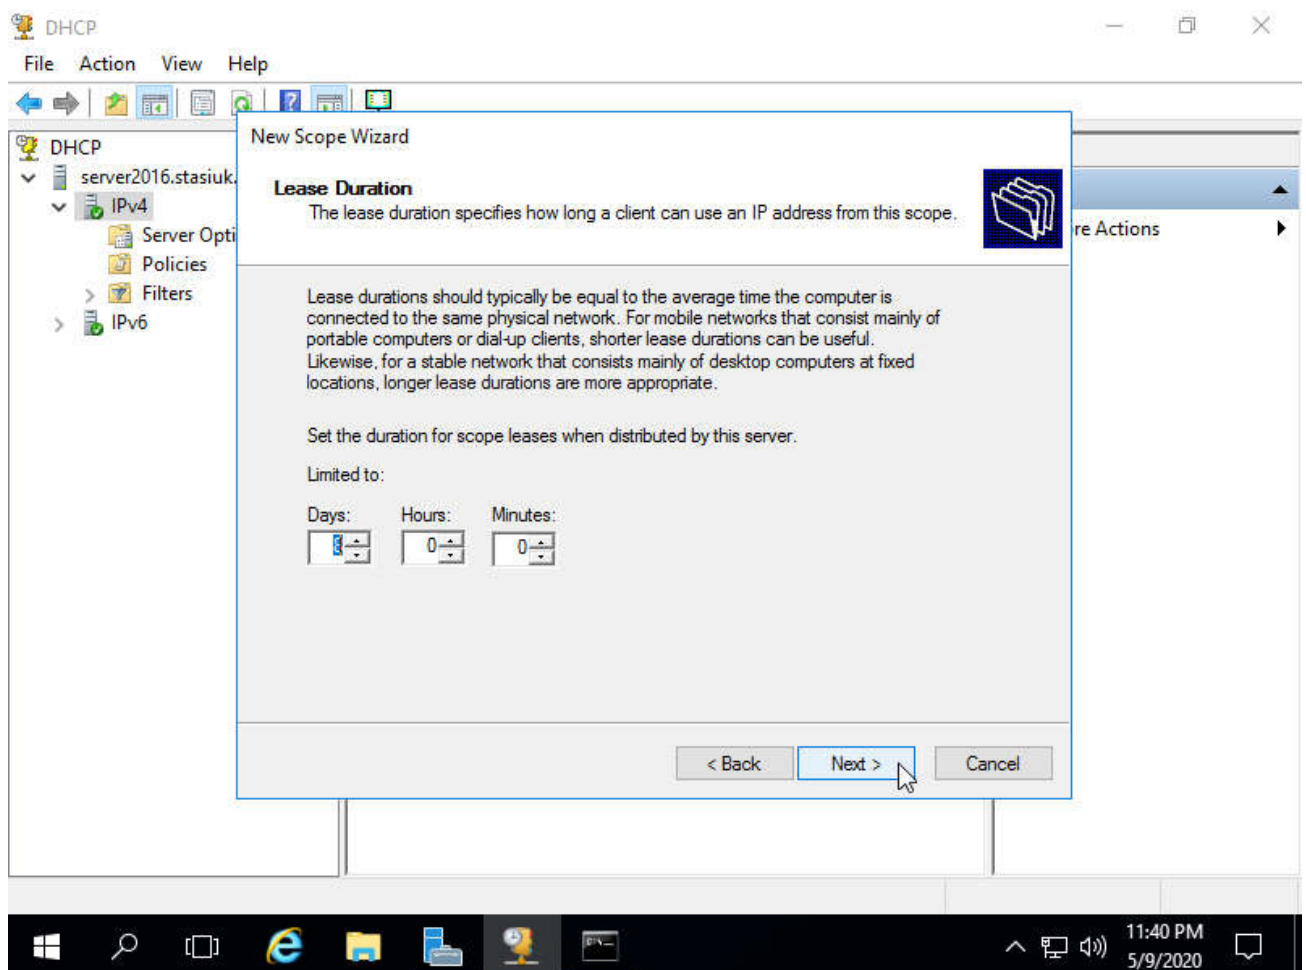 DHCP
File Action View Help
DHCP
server2016.stasiuk.
IPv4
Server Opti
Policies
Filters
IPv6
New Scope Wizard
Lease Duration
The lease duration specifies how long a client can use an IP address from this scope.
re Actions
Lease durations should typically be equal to the average time the computer is
connected to the same physical network. For mobile networks that consist mainly of
portable computers or dial-up clients, shorter lease durations can be useful.
Likewise, for a stable network that consists mainly of desktop computers at fixed
locations, longer lease durations are more appropriate.
Set the duration for scope leases when distributed by this server.
Limited to:
Days: Hours: Minutes:
0 0
< Back Next > Cancel
11:40 PM
5/9/2020